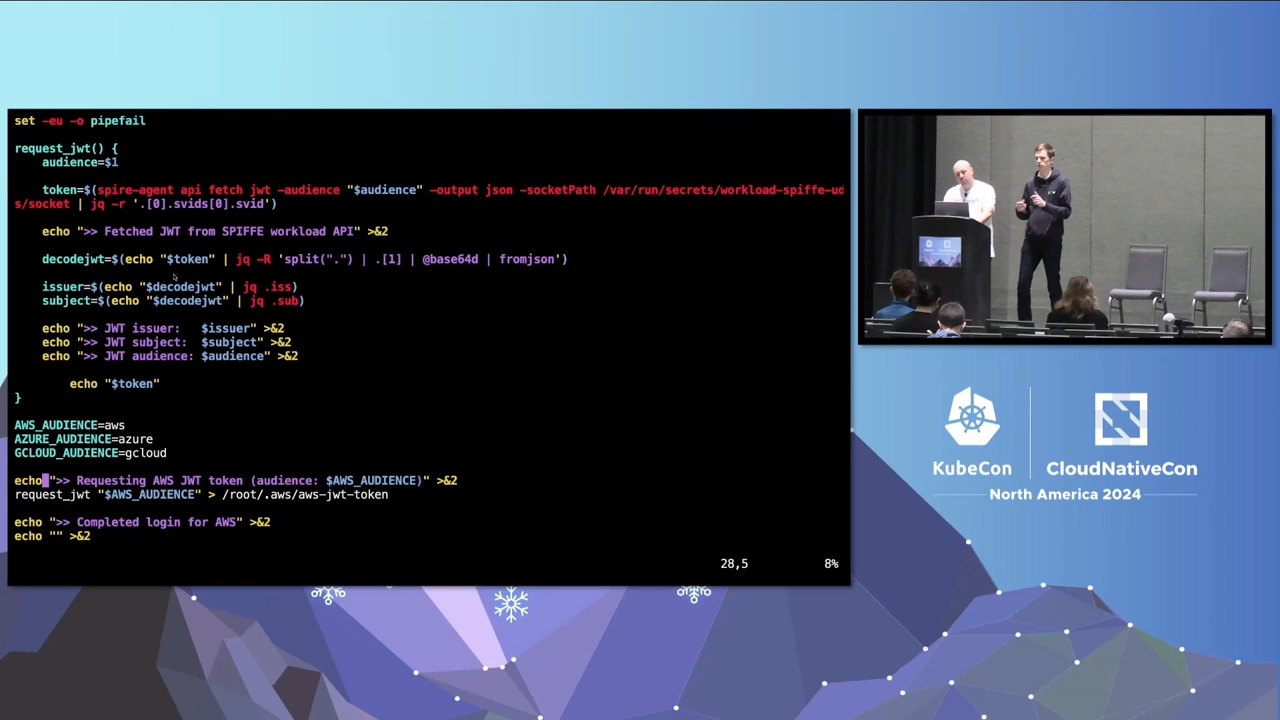 set -eu -o pipefail
request_jwt() {
    audience=$1
    token=$(spire-agent api fetch jwt -audience "$audience" -output json -socketPath /var/run/secrets/workload-spiffe-ud
s/socket | jq -r '.[0].svids[0].svid')
    echo ">> Fetched JWT from SPIFFE workload API" >&2
    decodejwt=$(echo "$token" | jq -R 'split(".") | .[1] | @base64d | fromjson')
    issuer=$(echo "$decodejwt" | jq .iss)
    subject=$(echo "$decodejwt" | jq .sub)
    echo ">> JWT issuer:   $issuer" >&2
    echo ">> JWT subject:  $subject" >&2
    echo ">> JWT audience: $audience" >&2
        echo "$token"
}
AWS_AUDIENCE=aws
AZURE_AUDIENCE=azure
GCLOUD_AUDIENCE=gcloud
echo ">> Requesting AWS JWT token (audience: $AWS_AUDIENCE)" >&2
request_jwt "$AWS_AUDIENCE" > /root/.aws/aws-jwt-token
echo ">> Completed login for AWS" >&2
echo "" >&2
28,5 8%
KubeCon CloudNativeCon
North America 2024